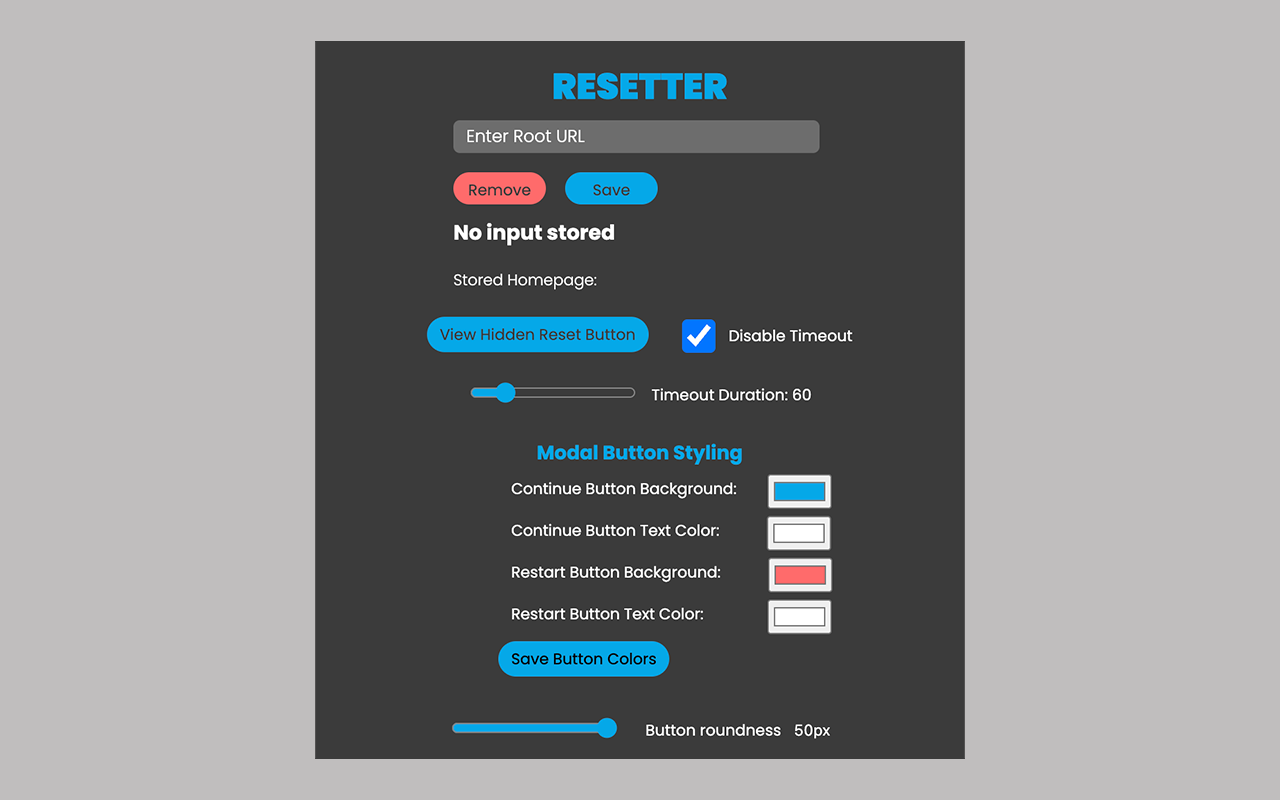 RESETTER
Enter Root URL
Remove Save
No input stored
Stored Homepage:
View Hidden Reset Button Disable Timeout
Timeout Duration: 60
Modal Button Styling
Continue Button Background:
Continue Button Text Color:
Restart Button Background:
Restart Button Text Color:
Save Button Colors
Button roundness 50px